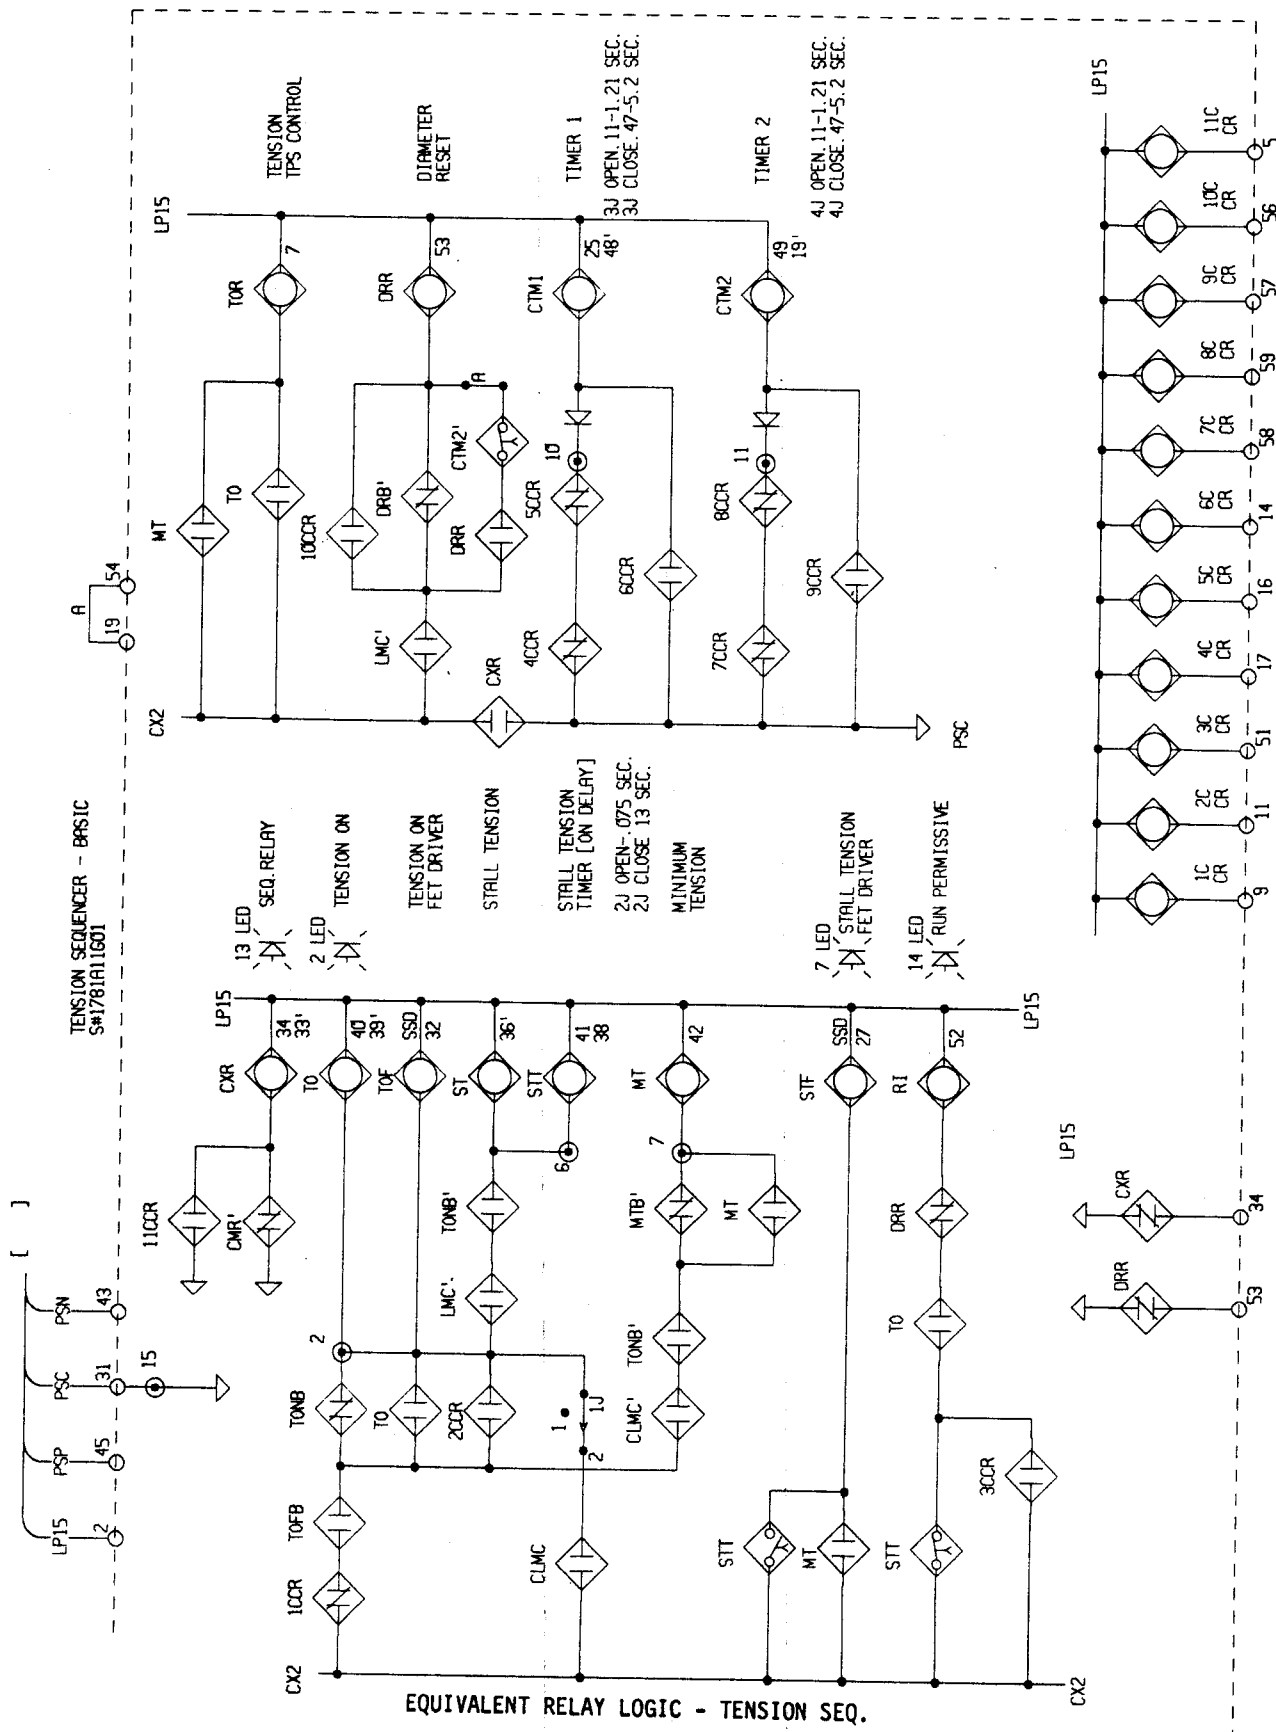 TENSION SEQUENCER - BASIC
S#1781A11G01
[ ]
LP15
PSP
PSC
PSN
2
45
31
43
15
A
19
54
CX2
LP15
11CCR
CMR'
CXR
34
33'
13 LED
SEQ.RELAY
1CCR
TOFB
TONB
2
TO
40
39'
2 LED
TENSION ON
TO
TOF
SSD
32
TENSION ON
FET DRIVER
2CCR
LMC'
TONB'
ST
36'
STALL TENSION
6
STT
41
38
STALL TENSION
TIMER [ON DELAY]
2J OPEN-.075 SEC.
2J CLOSE 13 SEC.
CLMC
2
1J
1
CLMC'
TONB'
MTB'
7
MT
MT
42
MINIMUM
TENSION
STT
MT
STF
SSD
27
7 LED
STALL TENSION
FET DRIVER
STT
3CCR
TO
DRR
RI
52
14 LED
RUN PERMISSIVE
CX2
LP15
CX2
LP15
MT
TO
TOR
7
TENSION
TPS CONTROL
LMC'
10CCR
DRB'
DRR
CTM2'
A
DRR
53
DIAMETER
RESET
CXR
4CCR
5CCR
10
6CCR
CTM1
25
48'
TIMER 1
3J OPEN.11-1.21 SEC.
3J CLOSE.47-5.2 SEC.
7CCR
8CCR
11
9CCR
CTM2
49
19'
TIMER 2
4J OPEN.11-1.21 SEC.
4J CLOSE.47-5.2 SEC.
PSC
LP15
DRR
CXR
53
34
LP15
1C
CR
2C
CR
3C
CR
4C
CR
5C
CR
6C
CR
7C
CR
8C
CR
9C
CR
10C
CR
11C
CR
9
11
51
17
16
14
58
59
57
56
5
EQUIVALENT RELAY LOGIC - TENSION SEQ.